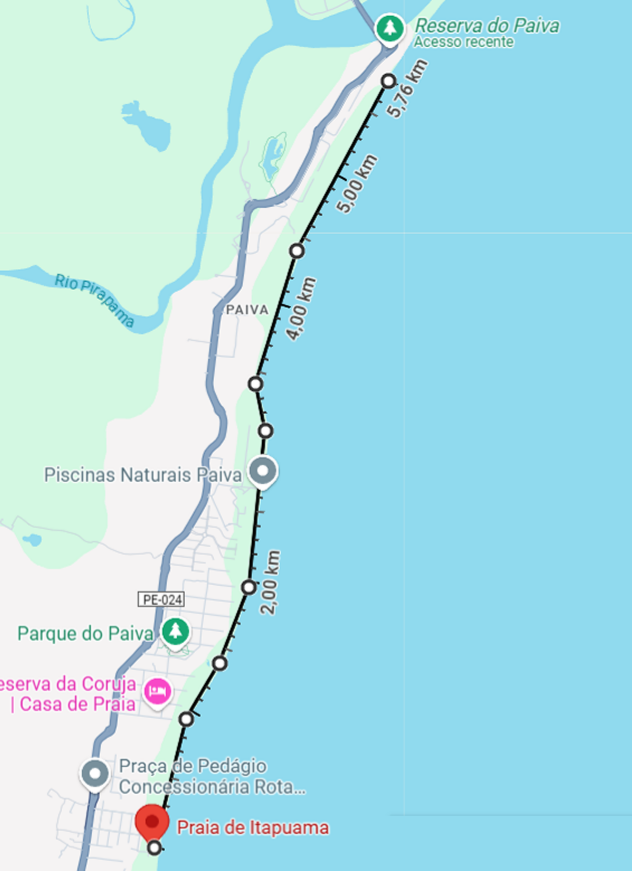 Reserva do Paiva
Acesso recente
5,76 km
5,00 km
Rio Pirapama
PAIVA
4,00 km
Piscinas Naturais Paiva
2,00 km
PE-024
Parque do Paiva
eserva da Coruja
| Casa de Praia
Praça de Pedágio
Concessionária Rota...
Praia de Itapuama